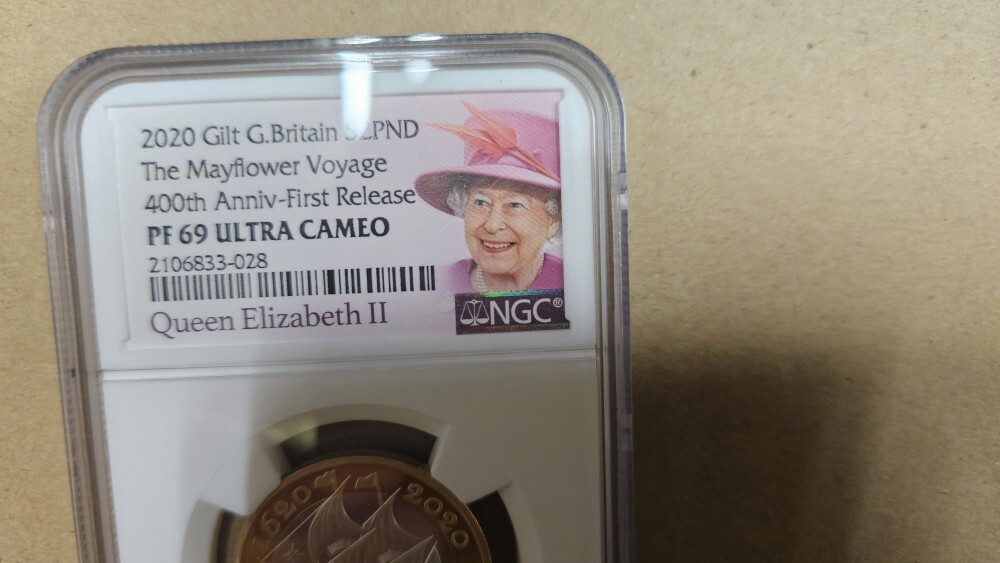 2020 Gilt G.Britain S2PND
The Mayflower Voyage
400th Anniv-First Release
PF 69 ULTRA CAMEO
2106833-028
Queen Elizabeth II
NGC®
1620
2020